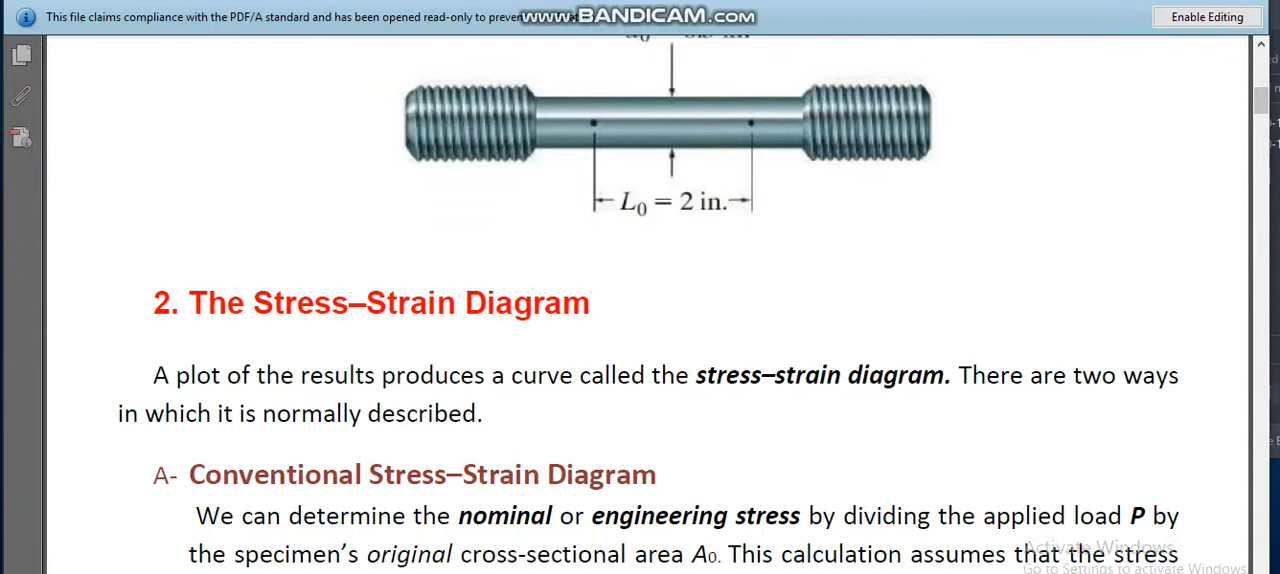 This file claims compliance with the PDF/A standard and has been opened read-only to
www.BANDICAM.com
Enable Editing
L0 = 2 in.
2. The Stress–Strain Diagram
A plot of the results produces a curve called the stress–strain diagram. There are two ways
in which it is normally described.
A- Conventional Stress–Strain Diagram
We can determine the nominal or engineering stress by dividing the applied load P by
the specimen's original cross-sectional area A0. This calculation assumes that the stress
Activate Windows
Go to Settings to activate Windows.